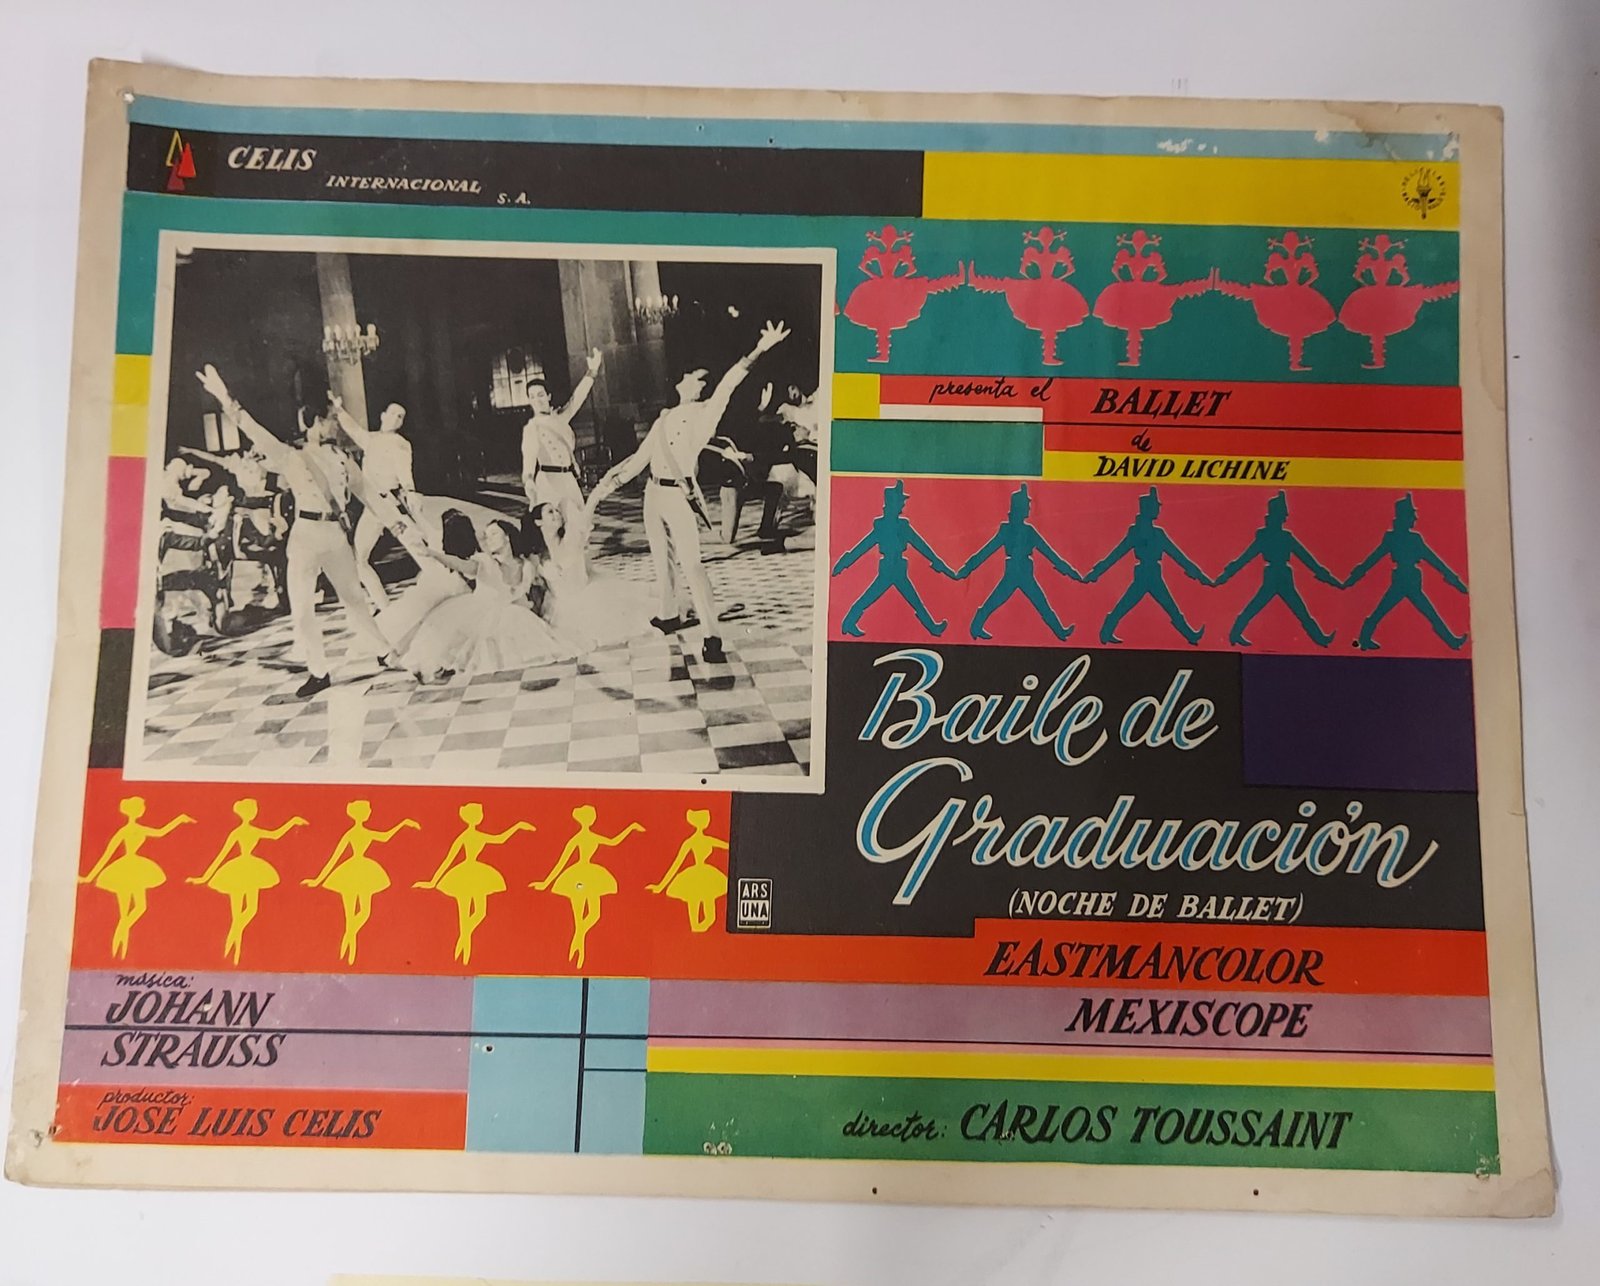 CELIS
INTERNACIONAL
S. A.
presenta el BALLET
de
DAVID LICHINE
Baile de
Graduación
(NOCHE DE BALLET)
ARS
UNA
EASTMANCOLOR
MEXISCOPE
música:
JOHANN
STRAUSS
productor:
JOSE LUIS CELIS
director: CARLOS TOUSSAINT